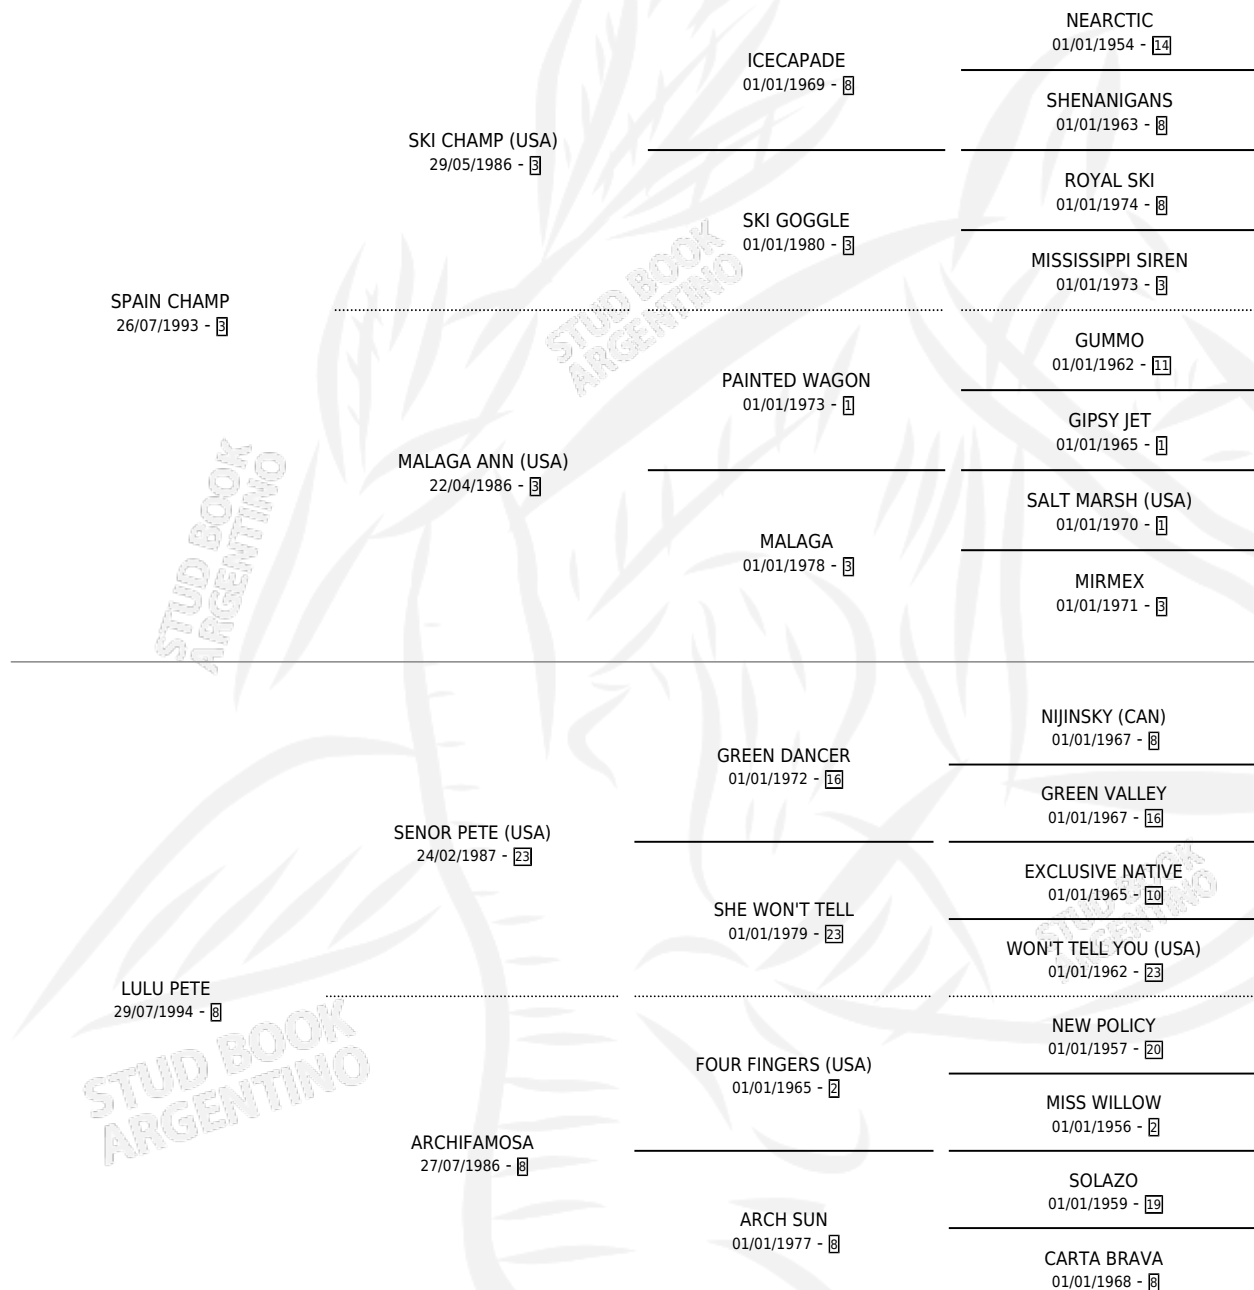 NEARCTIC
01/01/1954 - 14
ICECAPADE
01/01/1969 - 8
SHENANIGANS
01/01/1963 - 8
SKI CHAMP (USA)
29/05/1986 - 3
ROYAL SKI
01/01/1974 - 8
SKI GOGGLE
01/01/1980 - 3
MISSISSIPPI SIREN
01/01/1973 - 3
SPAIN CHAMP
26/07/1993 - 3
STUD BOOK
ARGENTINO
GUMMO
01/01/1962 - 11
PAINTED WAGON
01/01/1973 - 1
GIPSY JET
01/01/1965 - 1
MALAGA ANN (USA)
22/04/1986 - 3
SALT MARSH (USA)
01/01/1970 - 1
MALAGA
01/01/1978 - 3
MIRMEX
01/01/1971 - 3
STUD BOOK
ARGENTINO
NIJINSKY (CAN)
01/01/1967 - 8
GREEN DANCER
01/01/1972 - 16
GREEN VALLEY
01/01/1967 - 16
SENOR PETE (USA)
24/02/1987 - 23
EXCLUSIVE NATIVE
01/01/1965 - 10
SHE WON'T TELL
01/01/1979 - 23
STUD BOOK
ARGENTINO
WON'T TELL YOU (USA)
01/01/1962 - 23
LULU PETE
29/07/1994 - 8
NEW POLICY
01/01/1957 - 20
FOUR FINGERS (USA)
01/01/1965 - 2
MISS WILLOW
01/01/1956 - 2
STUD BOOK
ARGENTINO
ARCHIFAMOSA
27/07/1986 - 8
SOLAZO
01/01/1959 - 19
ARCH SUN
01/01/1977 - 8
CARTA BRAVA
01/01/1968 - 8